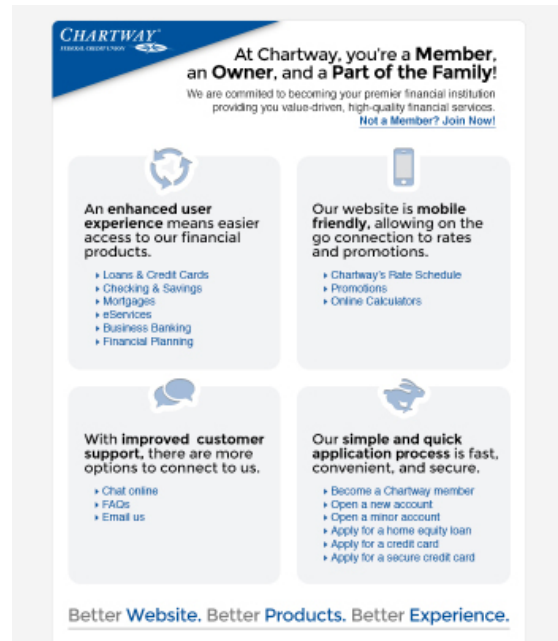 CHARTWAY
FEDERAL CREDIT UNION
At Chartway, you're a Member,
an Owner, and a Part of the Family!
We are commited to becoming your premier financial institution
providing you value-driven, high-quality financial services.
Not a Member? Join Now!
An enhanced user
experience means easier
access to our financial
products.
Loans & Credit Cards
Checking & Savings
Mortgages
eServices
Business Banking
Financial Planning
Our website is mobile
friendly, allowing on the
go connection to rates
and promotions.
Chartway's Rate Schedule
Promotions
Online Calculators
With improved customer
support, there are more
options to connect to us.
Chat online
FAQs
Email us
Our simple and quick
application process is fast,
convenient, and secure.
Become a Chartway member
Open a new account
Open a minor account
Apply for a home equity loan
Apply for a credit card
Apply for a secure credit card
Better Website. Better Products. Better Experience.